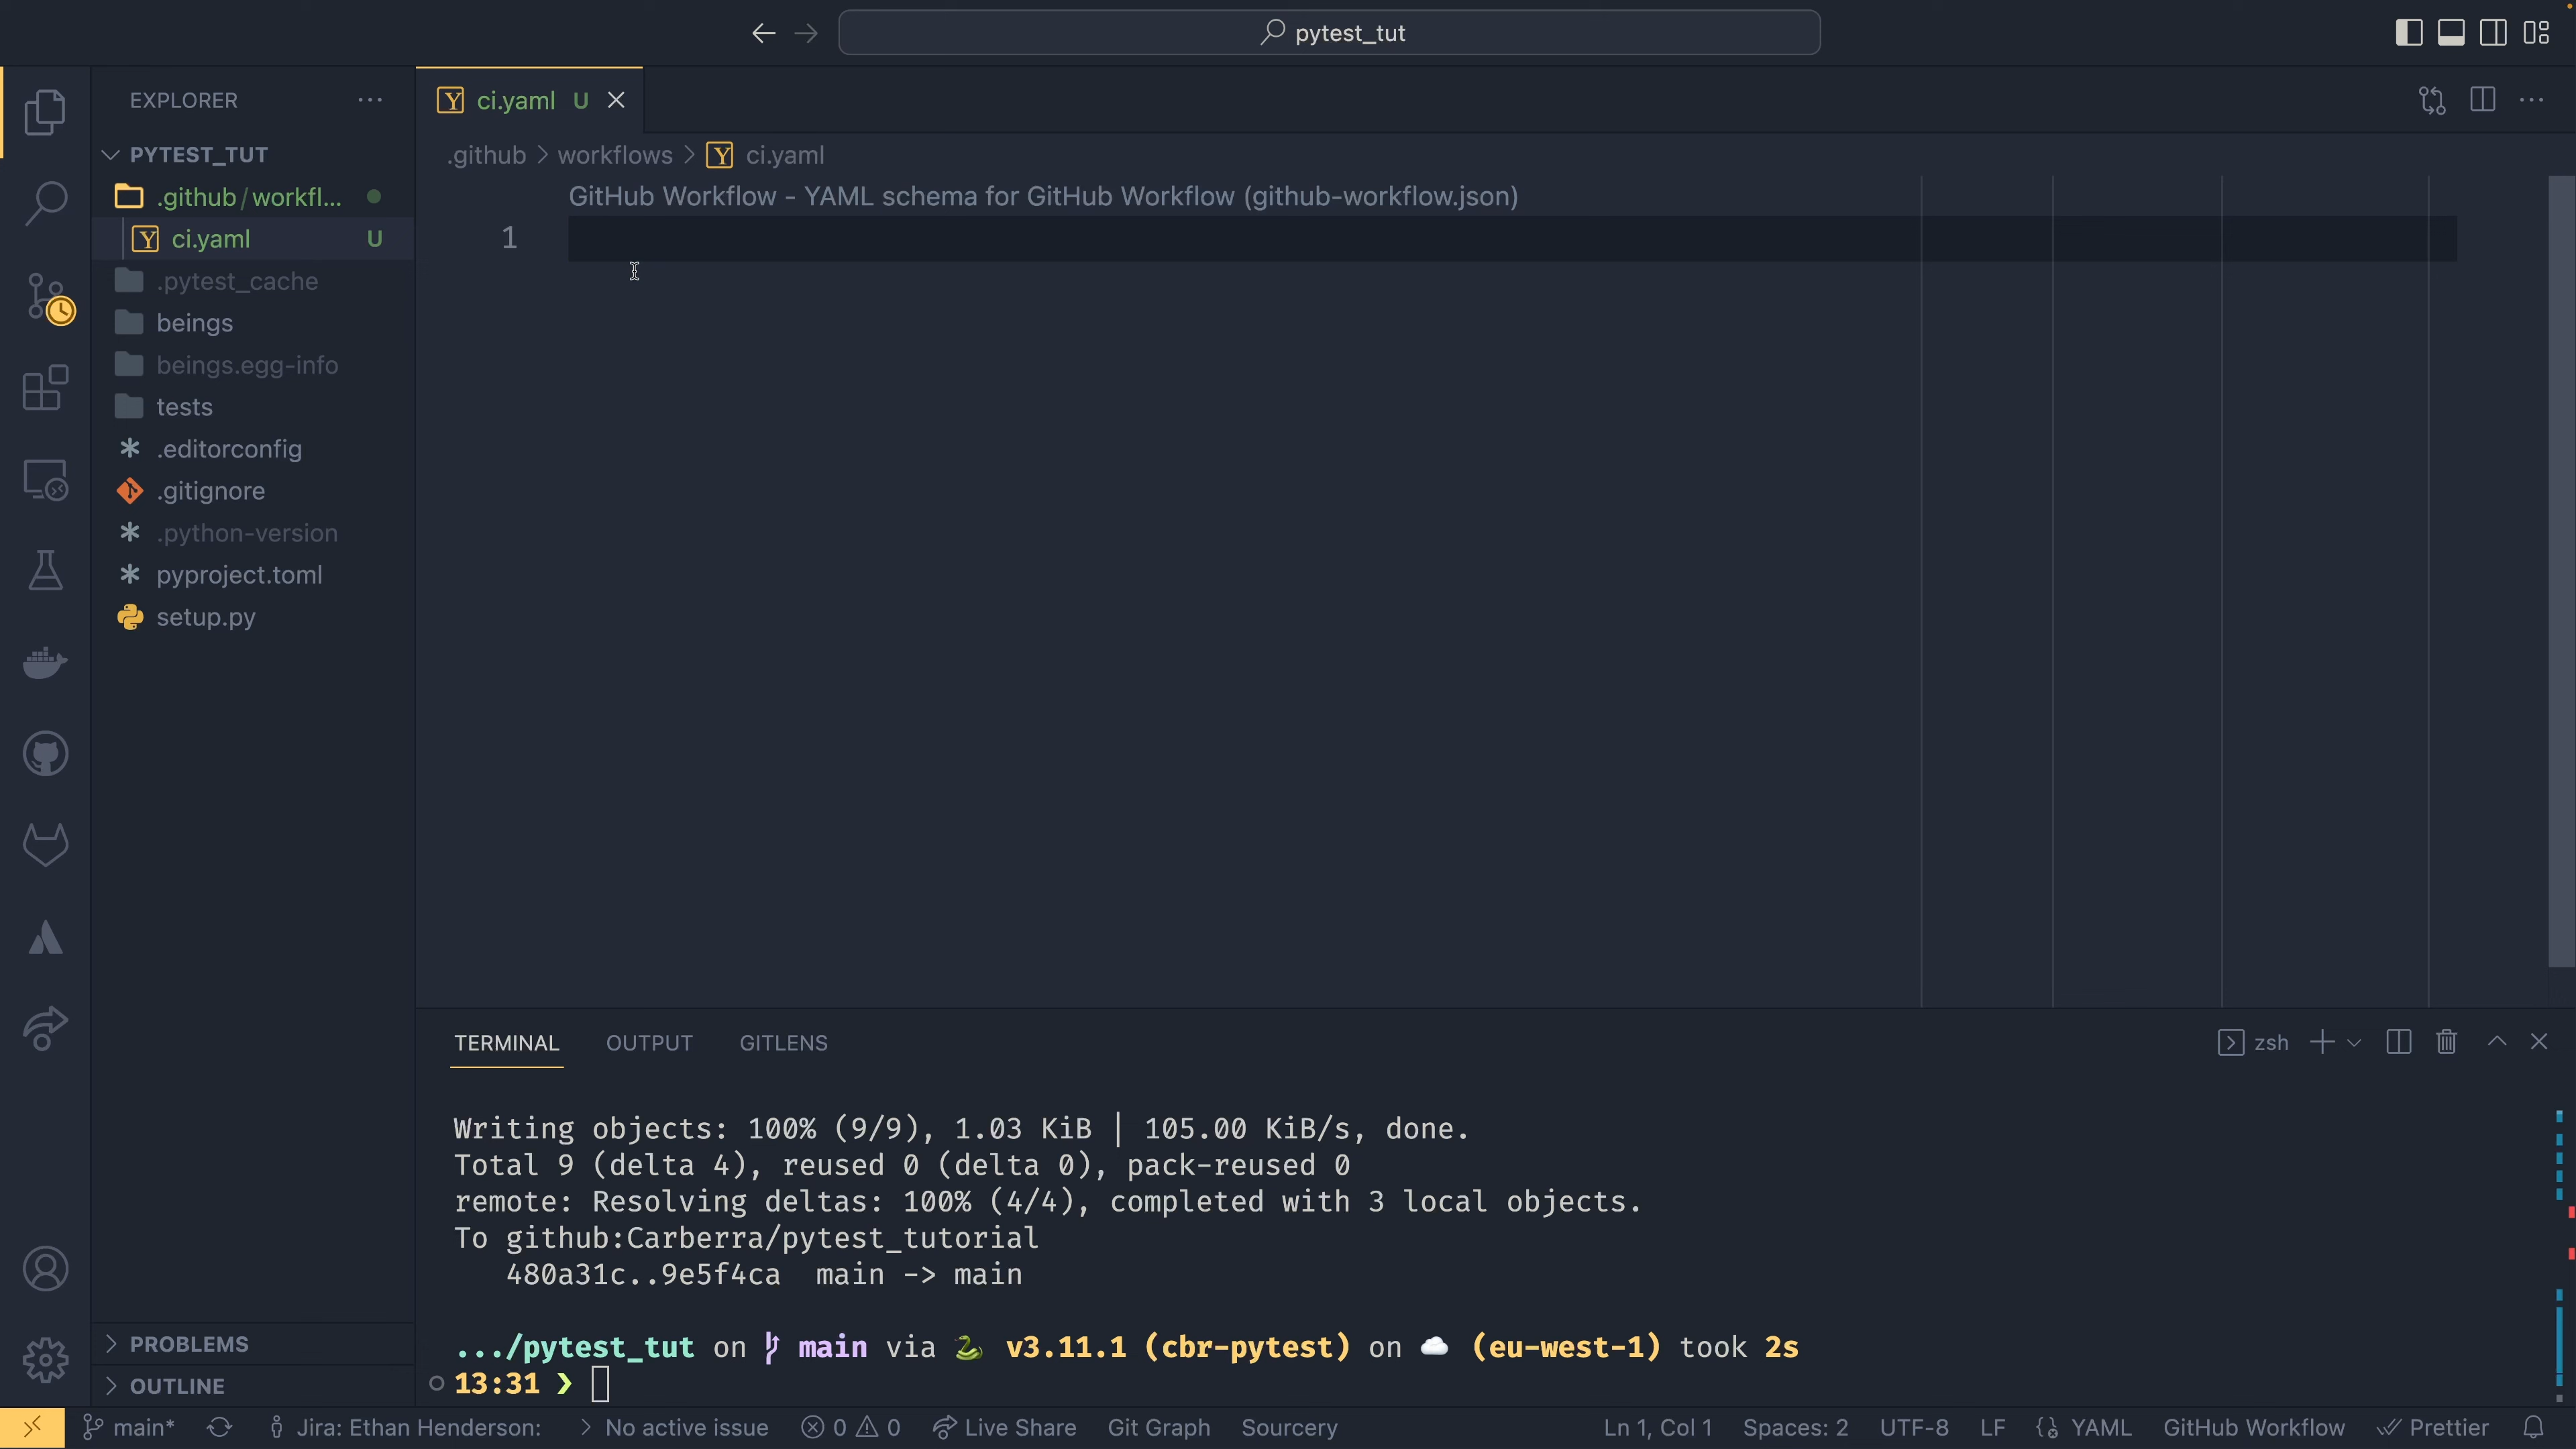 pytest_tut
EXPLORER
PYTEST_TUT
.github/workfl...
ci.yaml U
.pytest_cache
beings
beings.egg-info
tests
.editorconfig
.gitignore
.python-version
pyproject.toml
setup.py
PROBLEMS
OUTLINE
ci.yaml U
.github > workflows > ci.yaml
GitHub Workflow - YAML schema for GitHub Workflow (github-workflow.json)
1
TERMINAL OUTPUT GITLENS
zsh
Writing objects: 100% (9/9), 1.03 KiB | 105.00 KiB/s, done.
Total 9 (delta 4), reused 0 (delta 0), pack-reused 0
remote: Resolving deltas: 100% (4/4), completed with 3 local objects.
To github:Carberra/pytest_tutorial
480a31c..9e5f4ca main -> main
.../pytest_tut on main via 🐍 v3.11.1 (cbr-pytest) on ☁️ (eu-west-1) took 2s
13:31 ❯
main* Jira: Ethan Henderson: > No active issue 0 0 Live Share Git Graph Sourcery Ln 1, Col 1 Spaces: 2 UTF-8 LF YAML GitHub Workflow Prettier